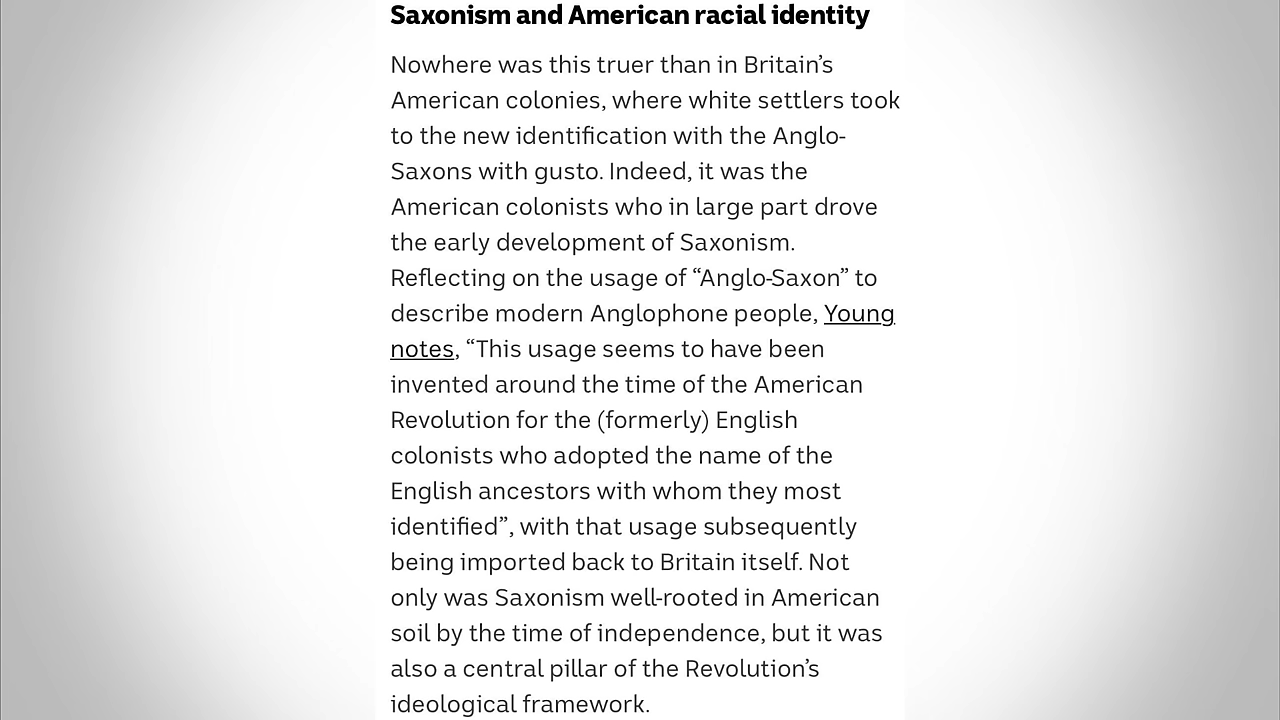 Saxonism and American racial identity
Nowhere was this truer than in Britain’s
American colonies, where white settlers took
to the new identification with the Anglo-
Saxons with gusto. Indeed, it was the
American colonists who in large part drove
the early development of Saxonism.
Reflecting on the usage of “Anglo-Saxon” to
describe modern Anglophone people, Young
notes, “This usage seems to have been
invented around the time of the American
Revolution for the (formerly) English
colonists who adopted the name of the
English ancestors with whom they most
identified”, with that usage subsequently
being imported back to Britain itself. Not
only was Saxonism well-rooted in American
soil by the time of independence, but it was
also a central pillar of the Revolution’s
ideological framework.